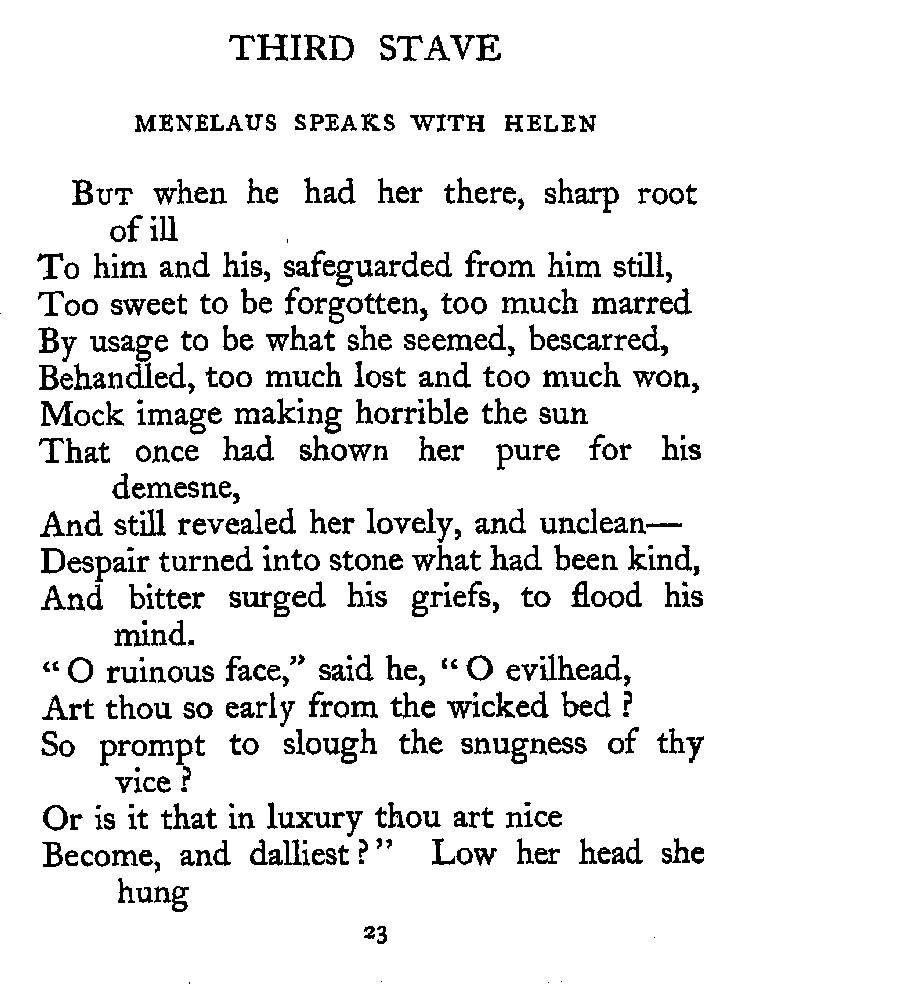 THIRD STAVE
MENELAUS SPEAKS WITH HELEN
BUT when he had her there, sharp root
of ill
To him and his, safeguarded from him still,
Too sweet to be forgotten, too much marred
By usage to be what she seemed, bescarred,
Behandled, too much lost and too much won,
Mock image making horrible the sun
That once had shown her pure for his
demesne,
And still revealed her lovely, and unclean—
Despair turned into stone what had been kind,
And bitter surged his griefs, to flood his
mind.
“ O ruinous face,” said he, “ O evilhead,
Art thou so early from the wicked bed ?
So prompt to slough the snugness of thy
vice ?
Or is it that in luxury thou art nice
Become, and dalliest ? ” Low her head she
hung
23